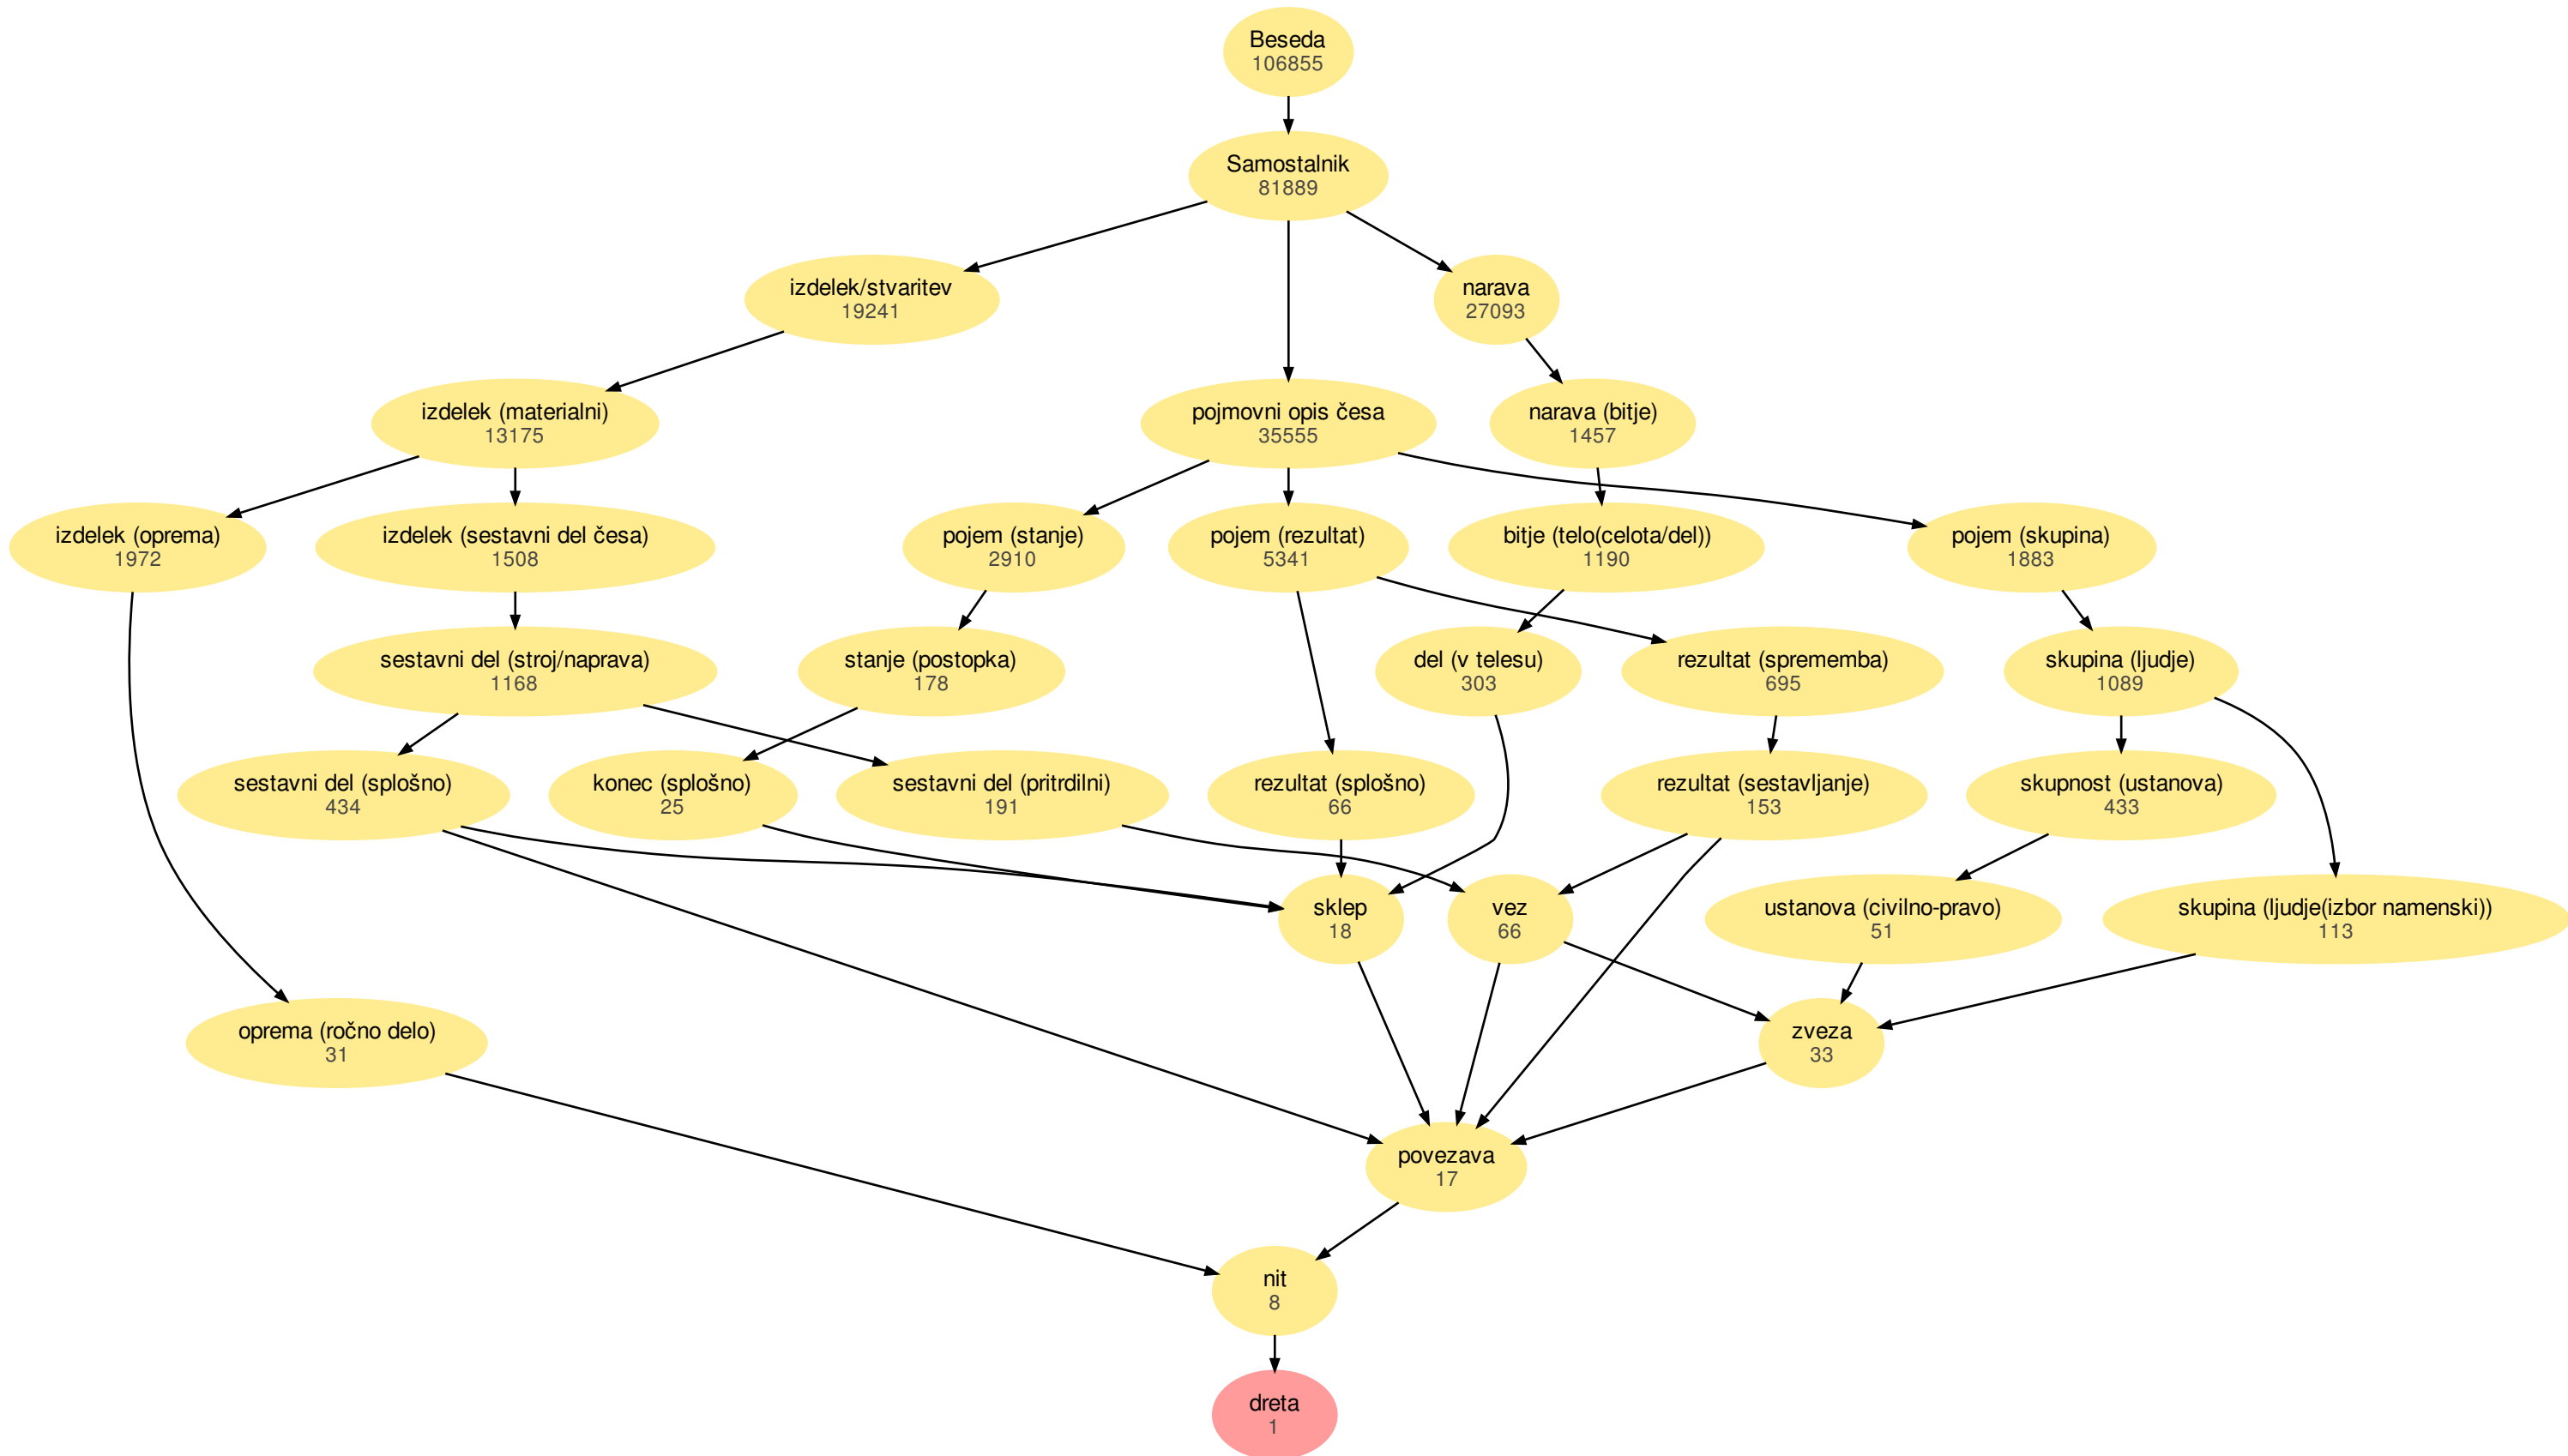 Beseda
106855
Samostalnik
81889
izdelek/stvaritev
19241
narava
27093
izdelek (materialni)
13175
pojmovni opis česa
35555
narava (bitje)
1457
izdelek (oprema)
1972
izdelek (sestavni del česa)
1508
pojem (stanje)
2910
pojem (rezultat)
5341
bitje (telo(celota/del))
1190
pojem (skupina)
1883
sestavni del (stroj/naprava)
1168
stanje (postopka)
178
del (v telesu)
303
rezultat (sprememba)
695
skupina (ljudje)
1089
sestavni del (splošno)
434
konec (splošno)
25
sestavni del (pritrdilni)
191
rezultat (splošno)
66
rezultat (sestavljanje)
153
skupnost (ustanova)
433
sklep
18
vez
66
ustanova (civilno-pravo)
51
skupina (ljudje(izbor namenski))
113
oprema (ročno delo)
31
zveza
33
povezava
17
nit
8
dreta
1